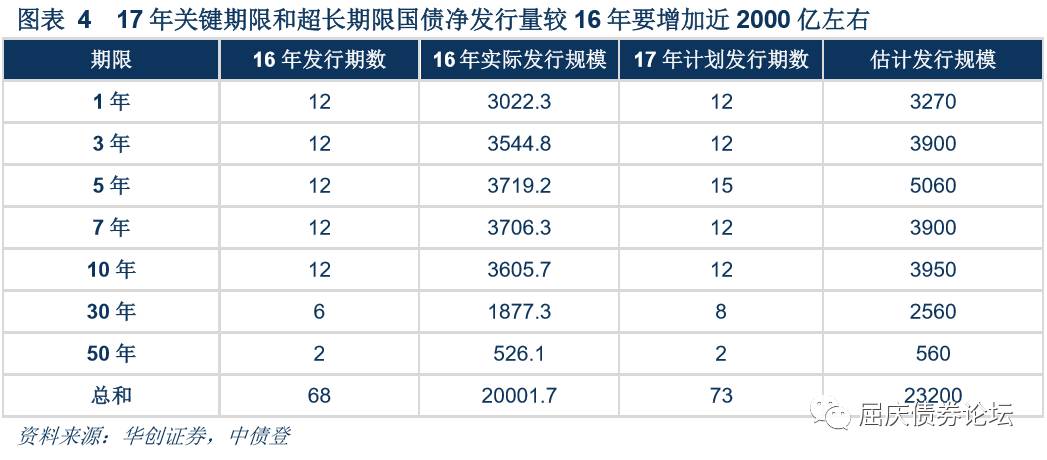 图表 4 17 年关键期限和超长期限国债净发行量较 16 年要增加近 2000 亿左右
期限 16 年发行期数 16 年实际发行规模 17 年计划发行期数 估计发行规模
1 年 12 3022.3 12 3270
3 年 12 3544.8 12 3900
5 年 12 3719.2 15 5060
7 年 12 3706.3 12 3900
10 年 12 3605.7 12 3950
30 年 6 1877.3 8 2560
50 年 2 526.1 2 560
总和 68 20001.7 73 23200
屈庆债券论坛
资料来源：华创证券，中债登